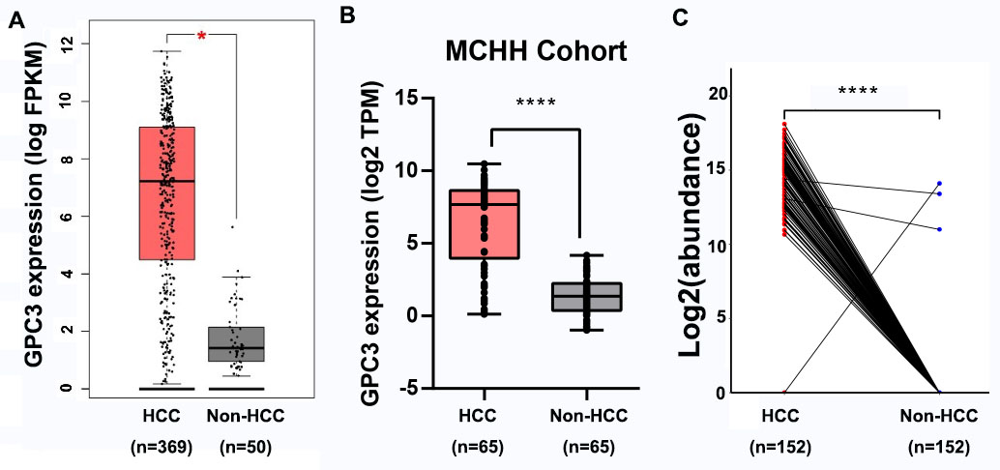 A
GPC3 expression (log FPKM)
12
10
8
6
4
2
0
*
HCC
Non-HCC
(n=369)
(n=50)
B
MCHH Cohort
GPC3 expression (log2 TPM)
15
10
5
0
-5
****
HCC
Non-HCC
(n=65)
(n=65)
C
Log2(abundance)
20
15
10
5
0
****
HCC
Non-HCC
(n=152)
(n=152)